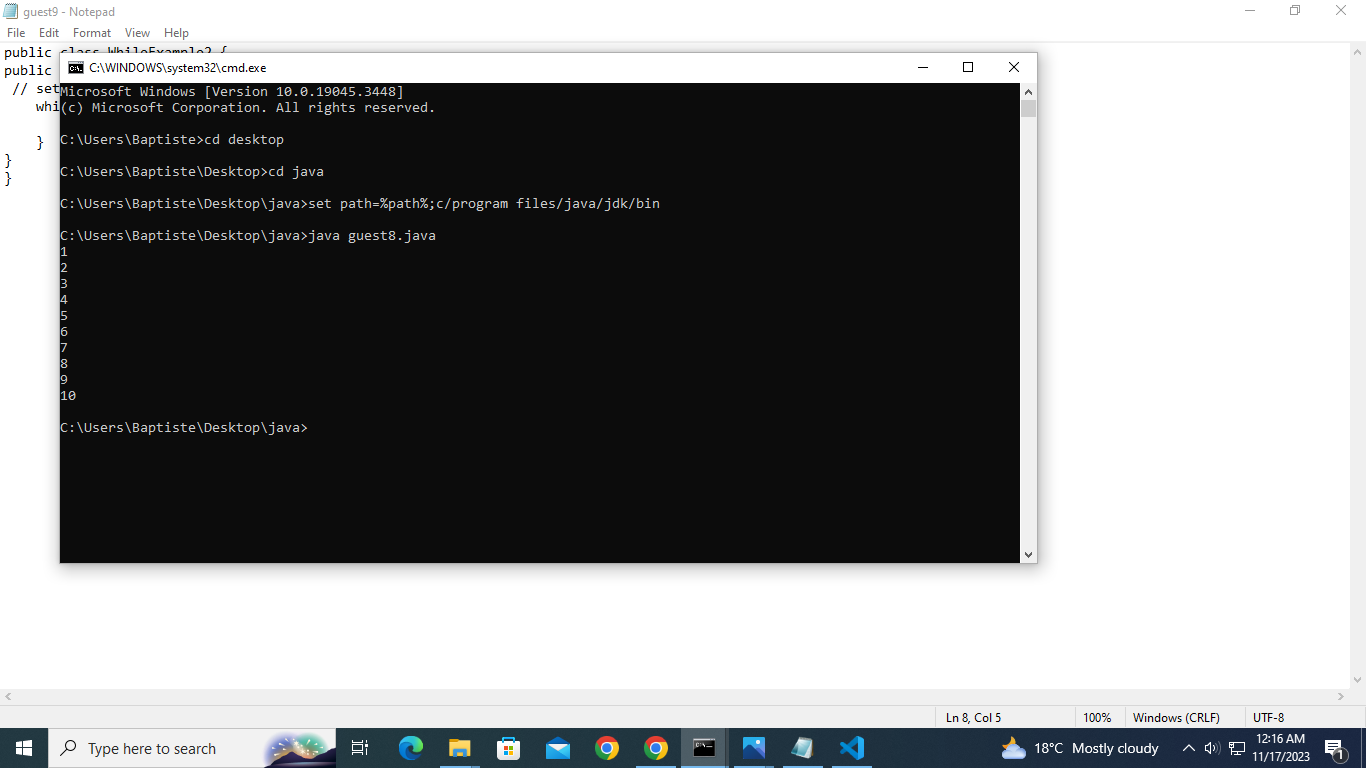 guest9 - Notepad
File Edit Format View Help
public class WhileExample2 {
public
// set
whi
}
}
}
C:\WINDOWS\system32\cmd.exe
Microsoft Windows [Version 10.0.19045.3448]
(c) Microsoft Corporation. All rights reserved.
C:\Users\Baptiste>cd desktop
C:\Users\Baptiste\Desktop>cd java
C:\Users\Baptiste\Desktop\java>set path=%path%;c/program files/java/jdk/bin
C:\Users\Baptiste\Desktop\java>java guest8.java
1
2
3
4
5
6
7
8
9
10
C:\Users\Baptiste\Desktop\java>
Ln 8, Col 5 100% Windows (CRLF) UTF-8
Type here to search
18°C Mostly cloudy
12:16 AM
11/17/2023
1